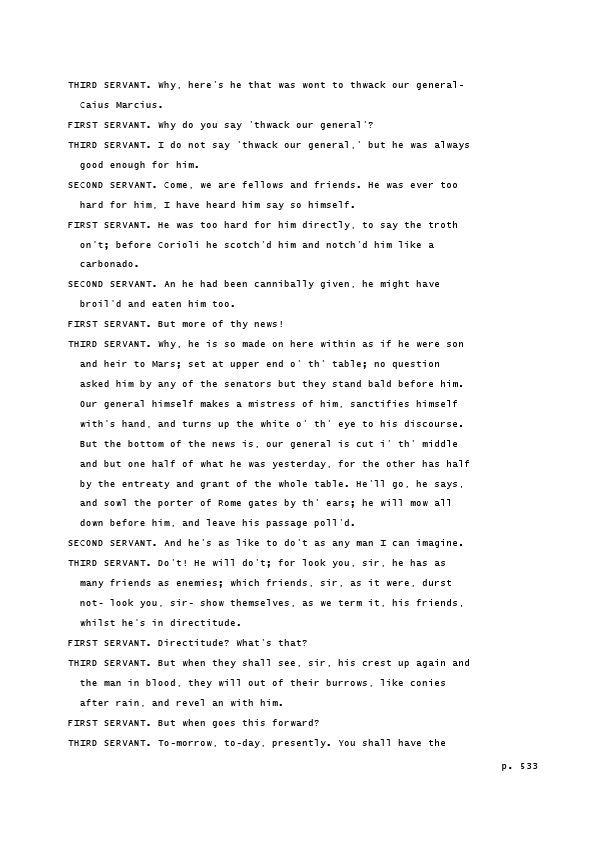 THIRD SERVANT. Why, here's he that was wont to thwack our general-
Caius Marcius.
FIRST SERVANT. Why do you say 'thwack our general'?
THIRD SERVANT. I do not say 'thwack our general,' but he was always
good enough for him.
SECOND SERVANT. Come, we are fellows and friends. He was ever too
hard for him, I have heard him say so himself.
FIRST SERVANT. He was too hard for him directly, to say the troth
on't; before Corioli he scotch'd him and notch'd him like a
carbonado.
SECOND SERVANT. An he had been cannibally given, he might have
broil'd and eaten him too.
FIRST SERVANT. But more of thy news!
THIRD SERVANT. Why, he is so made on here within as if he were son
and heir to Mars; set at upper end o' th' table; no question
asked him by any of the senators but they stand bald before him.
Our general himself makes a mistress of him, sanctifies himself
with's hand, and turns up the white o' th' eye to his discourse.
But the bottom of the news is, our general is cut i' th' middle
and but one half of what he was yesterday, for the other has half
by the entreaty and grant of the whole table. He'll go, he says,
and sowl the porter of Rome gates by th' ears; he will mow all
down before him, and leave his passage poll'd.
SECOND SERVANT. And he's as like to do't as any man I can imagine.
THIRD SERVANT. Do't! He will do't; for look you, sir, he has as
many friends as enemies; which friends, sir, as it were, durst
not- look you, sir- show themselves, as we term it, his friends,
whilst he's in directitude.
FIRST SERVANT. Directitude? What's that?
THIRD SERVANT. But when they shall see, sir, his crest up again and
the man in blood, they will out of their burrows, like conies
after rain, and revel an with him.
FIRST SERVANT. But when goes this forward?
THIRD SERVANT. To-morrow, to-day, presently. You shall have the
p. 533